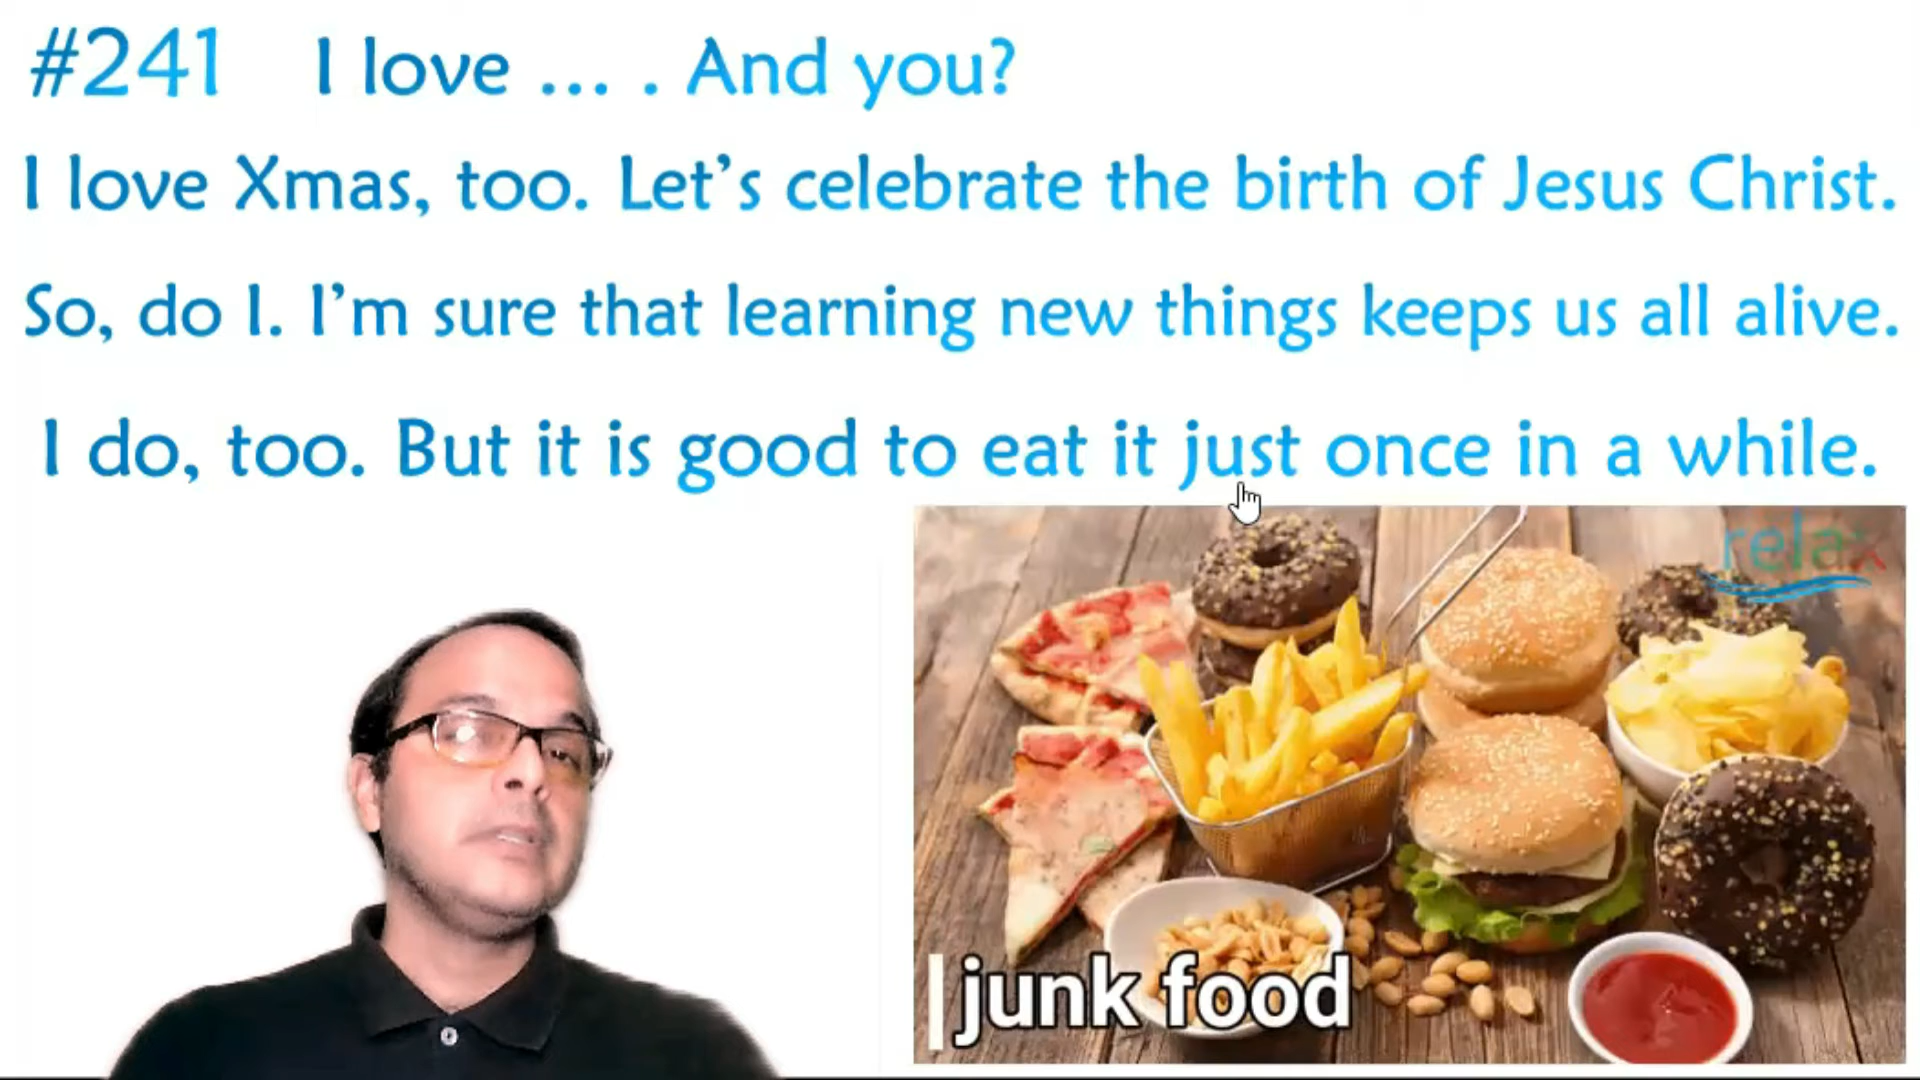 #241 I love ... . And you?
I love Xmas, too. Let's celebrate the birth of Jesus Christ.
So, do I. I'm sure that learning new things keeps us all alive.
I do, too. But it is good to eat it just once in a while.
relax
junk food